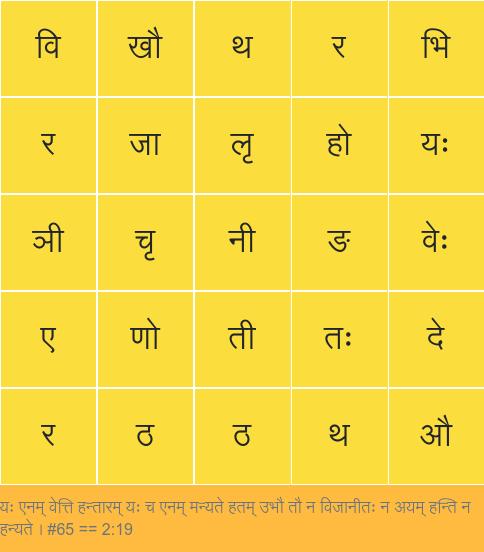 वि खौ थ र भि
र जा लृ हो यः
ञी चृ नी ङ वेः
ए णो ती तः दे
र ठ ठ थ औ
यः एनम् वेत्ति हन्तारम् यः च एनम् मन्यते हतम् उभौ तौ न विजानीतः न अयम् हन्ति न
हन्यते । #65 == 2:19